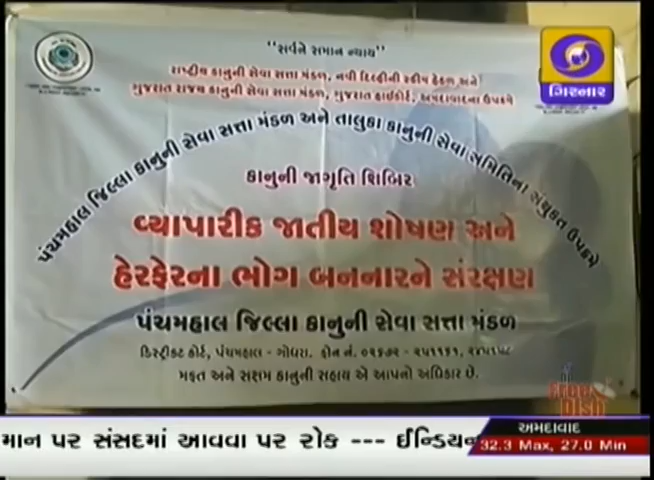 "સર્વને સમાન ન્યાય"
રાષ્ટ્રીય કાનુની સેવા સત્તા મંડળ, નવી દિલ્હીની સ્કીમ હેઠળ અને
ગુજરાત રાજ્ય કાનુની સેવા સત્તા મંડળ, ગુજરાત હાઈકોર્ટ, અમદાવાદના ઉપક્રમે
પંચમહાલ જિલ્લા કાનુની સેવા સત્તા મંડળ અને તાલુકા કાનુની સેવા સમિતિના સંયુક્ત ઉપક્રમે
કાનુની જાગૃતિ શિબિર
વ્યાપારીક જાતીય શોષણ અને
હેરફેરના ભોગ બનનારને સંરક્ષણ
પંચમહાલ જિલ્લા કાનુની સેવા સત્તા મંડળ
ડિસ્ટ્રીકટ કોર્ટ, પંચમહાલ - ગોધરા. ફોન નં.
મફત અને સક્ષમ કાનુની સહાય એ આપનો અધિકાર છે.
ગિરનાર
Free
Dish
અમદાવાદ
32.3 Max, 27.0 Min
માન પર સંસદમાં આવવા પર રોક --- ઈન્ડિયન